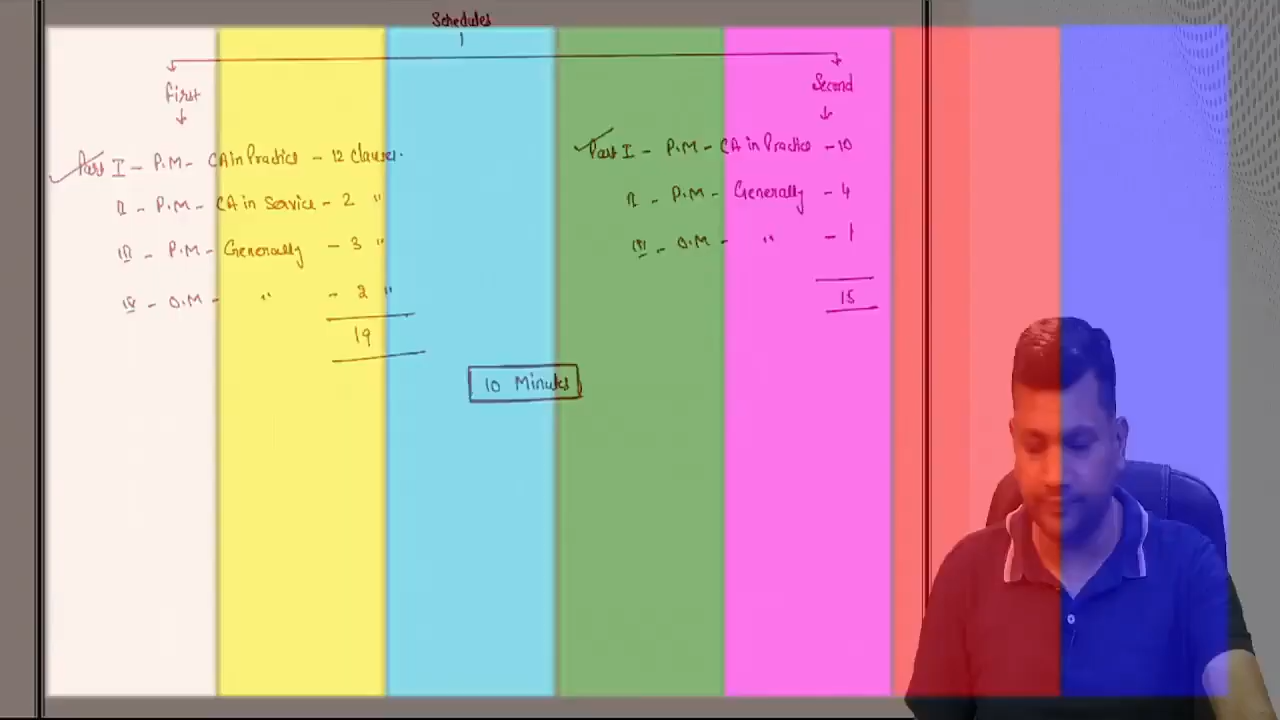 Schedules
First
Part I - P.M - CA in Practice - 12 Clauses.
II - P.M - CA in Service - 2 "
III - P.M - Generally - 3 "
IV - O.M - " - 2 "
19
Second
Part I - P.M - CA in Practice - 10
II - P.M - Generally - 4
III - O.M - " - 1
15
10 Minutes